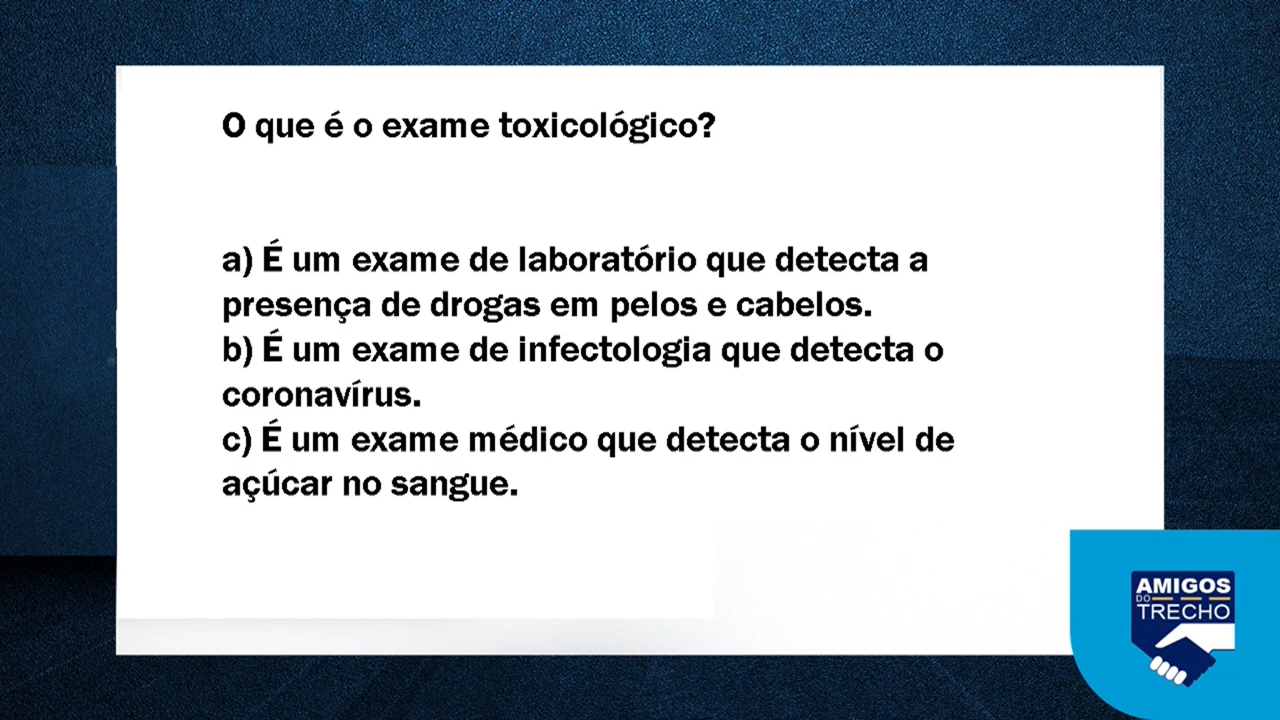 O que é o exame toxicológico?
a) É um exame de laboratório que detecta a
presença de drogas em pelos e cabelos.
b) É um exame de infectologia que detecta o
coronavírus.
c) É um exame médico que detecta o nível de
açúcar no sangue.
AMIGOS
DO
TRECHO